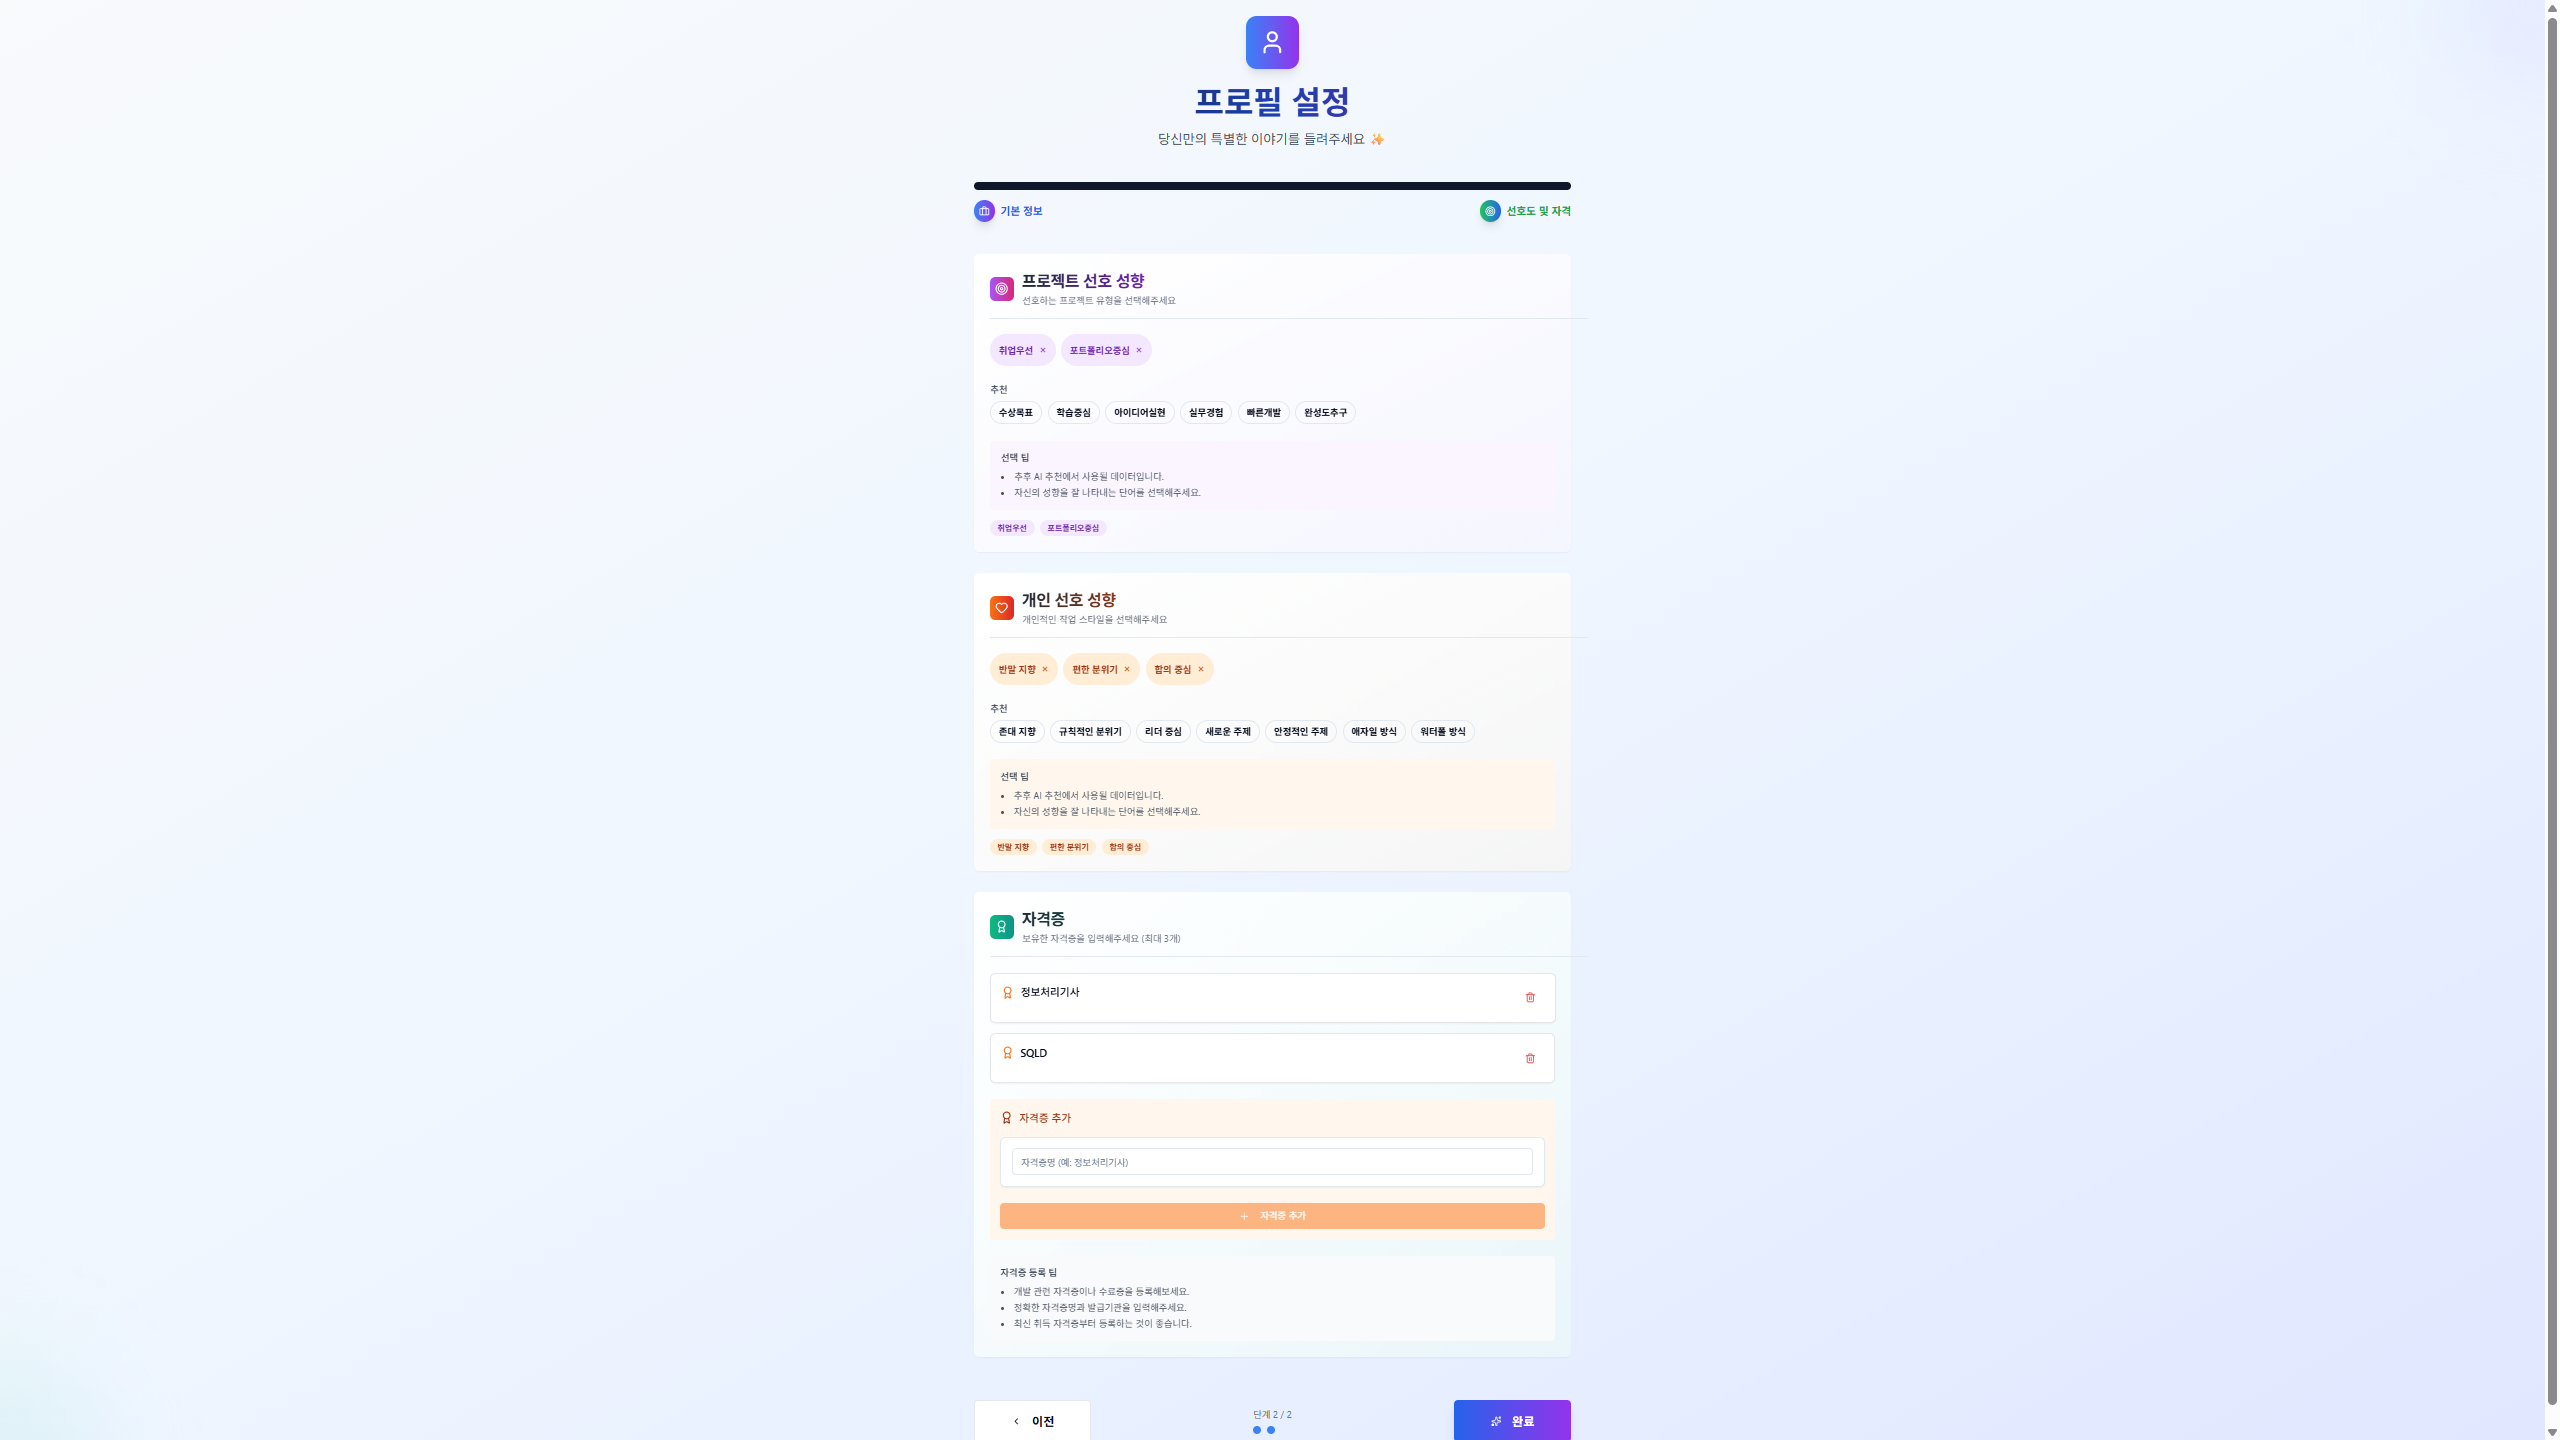 프로필 설정
당신만의 특별한 이야기를 들려주세요 ✨
기본 정보
선호도 및 자격
프로젝트 선호 성향
선호하는 프로젝트 유형을 선택해주세요
취업우선 × 포트폴리오중심 ×
추천
수상목표 학습중심 아이디어실현 실무경험 빠른개발 완성도추구
선택 팁
• 추후 AI 추천에서 사용될 데이터입니다.
• 자신의 성향을 잘 나타내는 단어를 선택해주세요.
취업우선 포트폴리오중심
개인 선호 성향
개인적인 작업 스타일을 선택해주세요
반말 지향 × 편한 분위기 × 합의 중심 ×
추천
존대 지향 규칙적인 분위기 리더 중심 새로운 주제 안정적인 주제 애자일 방식 워터폴 방식
선택 팁
• 추후 AI 추천에서 사용될 데이터입니다.
• 자신의 성향을 잘 나타내는 단어를 선택해주세요.
반말 지향 편한 분위기 합의 중심
자격증
보유한 자격증을 입력해주세요 (최대 3개)
정보처리기사
SQLD
자격증 추가
자격증명 (예: 정보처리기사)
+ 자격증 추가
자격증 등록 팁
• 개발 관련 자격증이나 수료증을 등록해보세요.
• 정확한 자격증명과 발급기관을 입력해주세요.
• 최신 취득 자격증부터 등록하는 것이 좋습니다.
이전
단계 2 / 2
완료